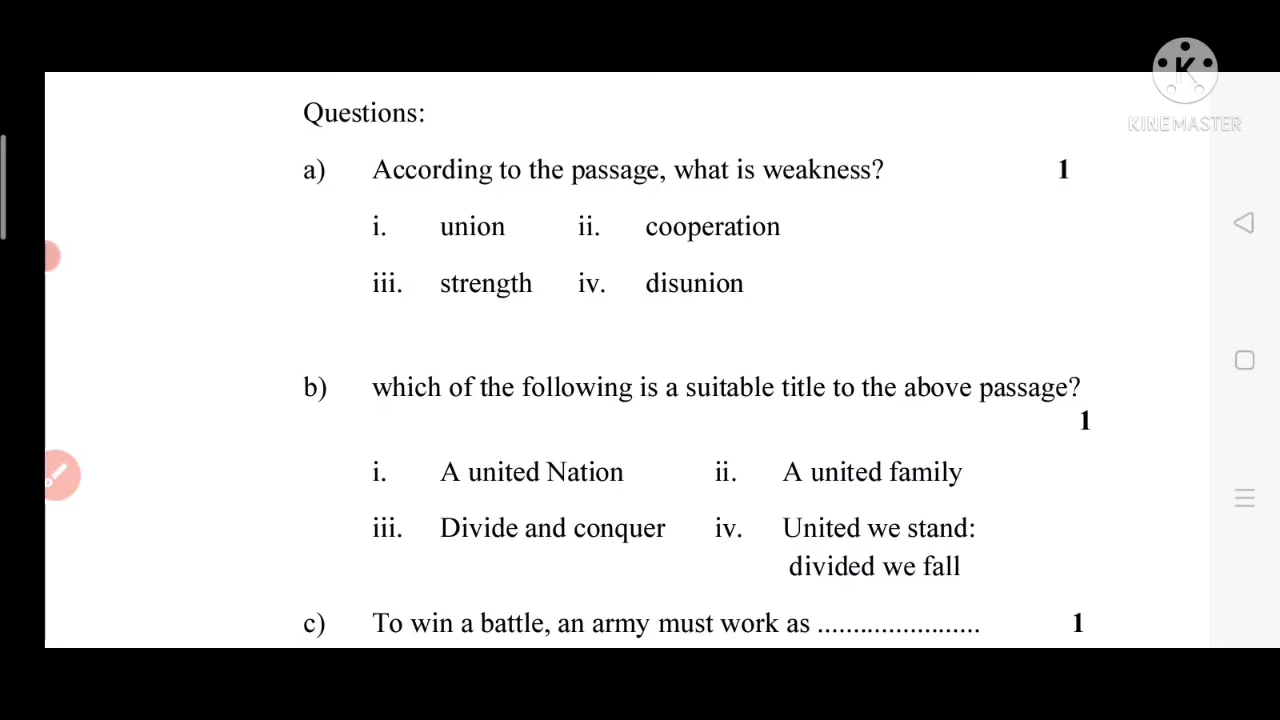 KINEMASTER
Questions:
a) According to the passage, what is weakness? 1
i. union ii. cooperation
iii. strength iv. disunion
b) which of the following is a suitable title to the above passage?
1
i. A united Nation ii. A united family
iii. Divide and conquer iv. United we stand:
divided we fall
c) To win a battle, an army must work as ....................... 1